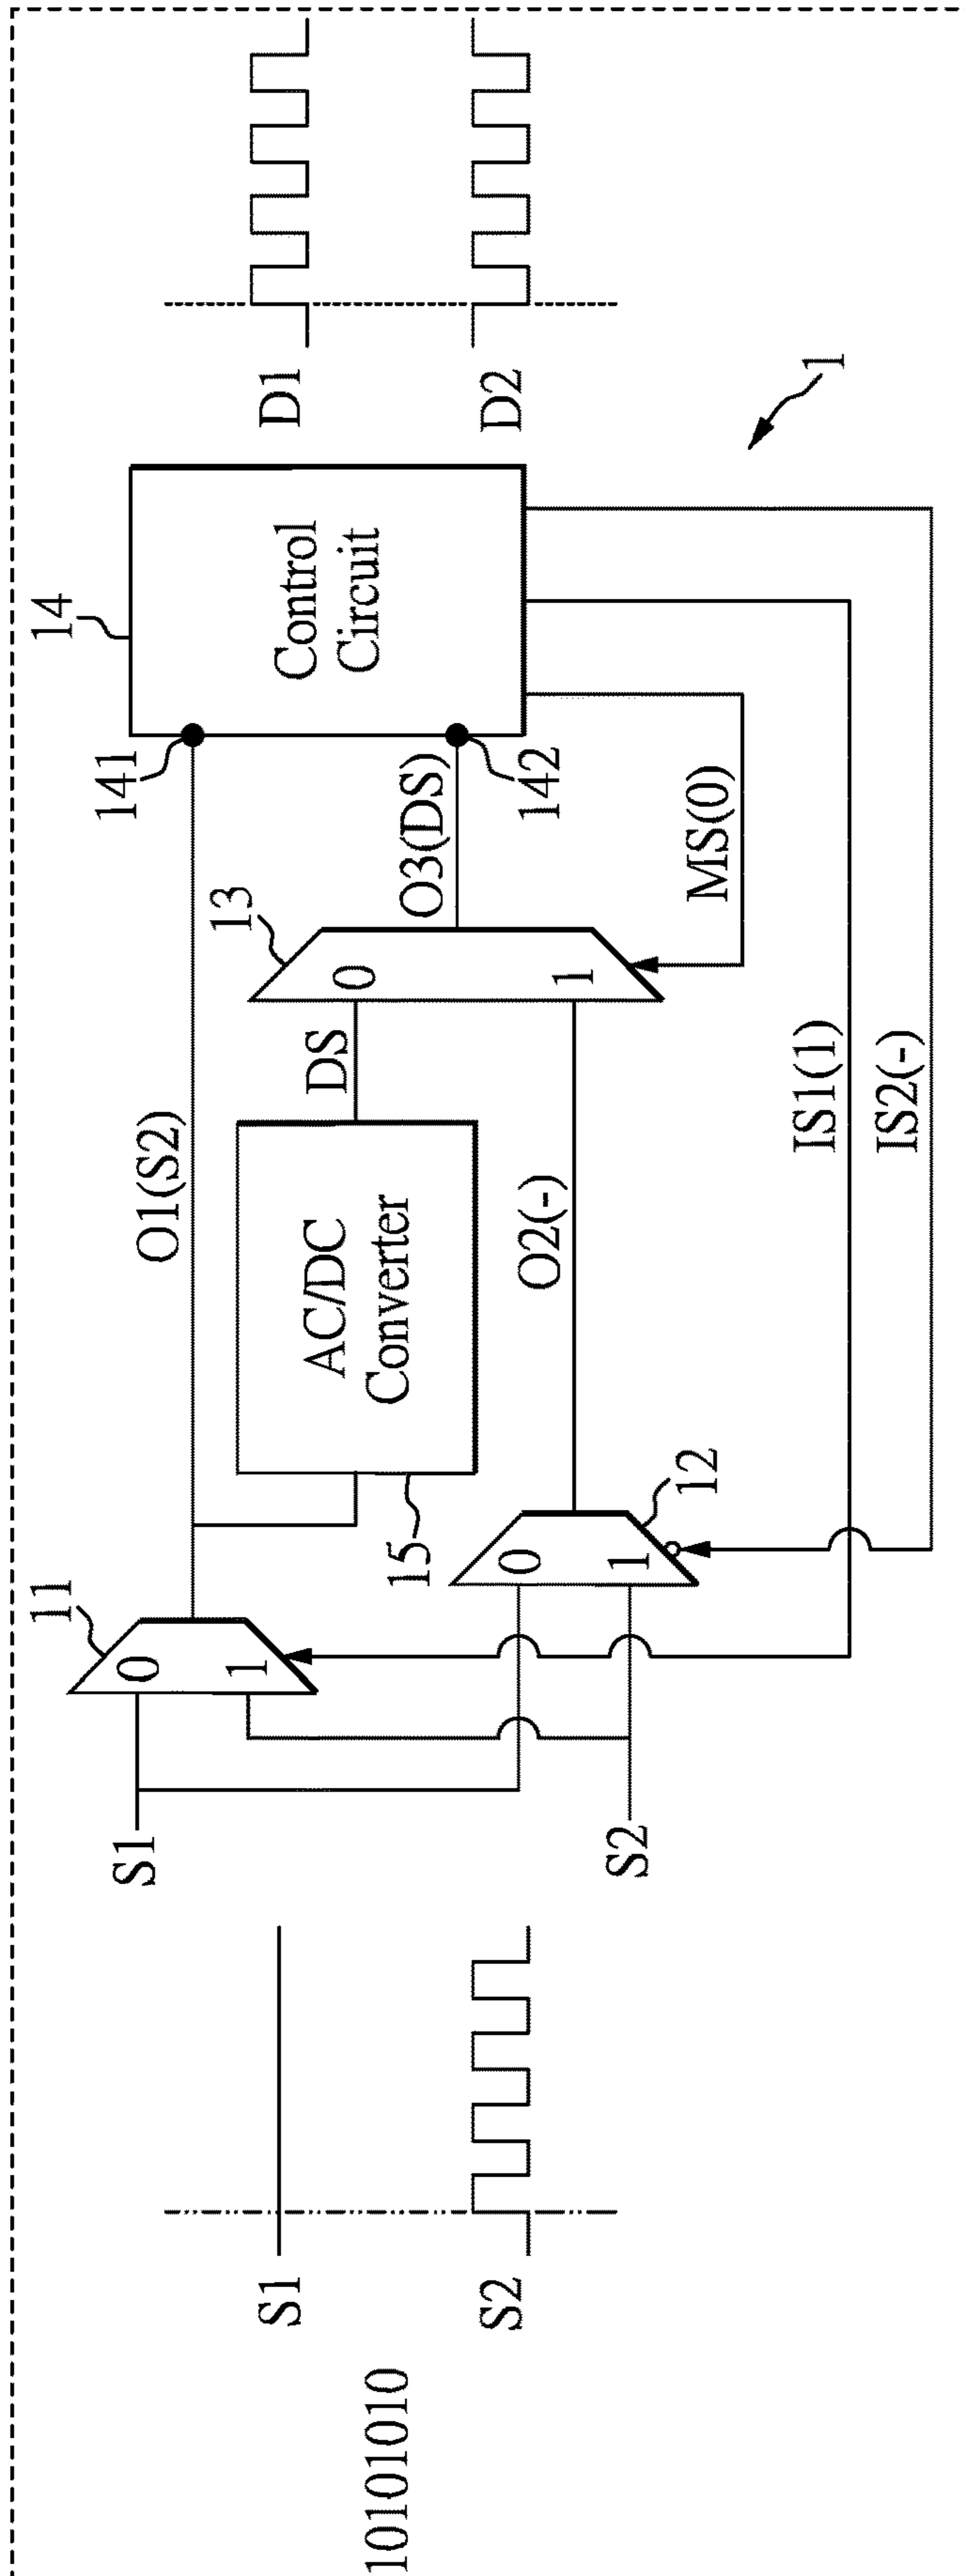 10101010
S1
S2
S1
S2
11
0
1
12
0
1
15
AC/DC
Converter
O1(S2)
O2(-)
DS
13
0
1
O3(DS)
MS(0)
IS1(1)
IS2(-)
141
142
14
Control
Circuit
D1
D2
1